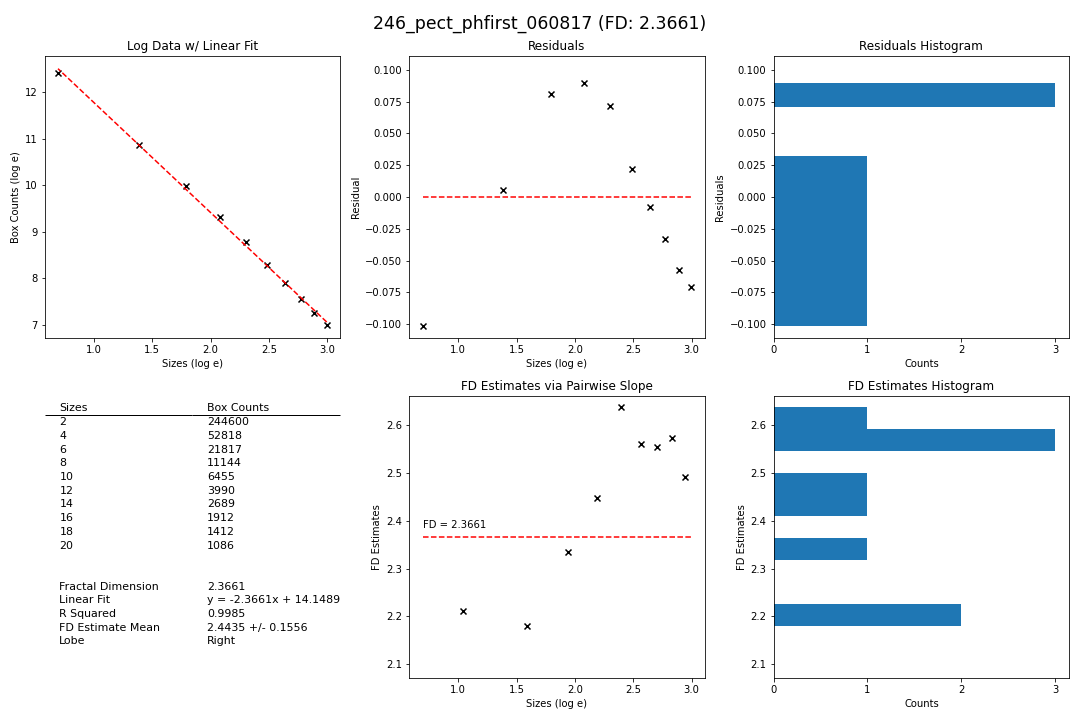 246_pect_phfirst_060817 (FD: 2.3661)
Log Data w/ Linear Fit
Box Counts (log e)
12
11
10
9
8
7
1.0 1.5 2.0 2.5 3.0
Sizes (log e)
Residuals
Residual
0.100
0.075
0.050
0.025
0.000
−0.025
−0.050
−0.075
−0.100
1.0 1.5 2.0 2.5 3.0
Sizes (log e)
Residuals Histogram
Residuals
0.100
0.075
0.050
0.025
0.000
−0.025
−0.050
−0.075
−0.100
0 1 2 3
Counts
Sizes Box Counts
2 244600
4 52818
6 21817
8 11144
10 6455
12 3990
14 2689
16 1912
18 1412
20 1086
Fractal Dimension 2.3661
Linear Fit y = -2.3661x + 14.1489
R Squared 0.9985
FD Estimate Mean 2.4435 +/- 0.1556
Lobe Right
FD Estimates via Pairwise Slope
FD Estimates
2.6
2.5
2.4
2.3
2.2
2.1
FD = 2.3661
1.0 1.5 2.0 2.5 3.0
Sizes (log e)
FD Estimates Histogram
FD Estimates
2.6
2.5
2.4
2.3
2.2
2.1
0 1 2 3
Counts